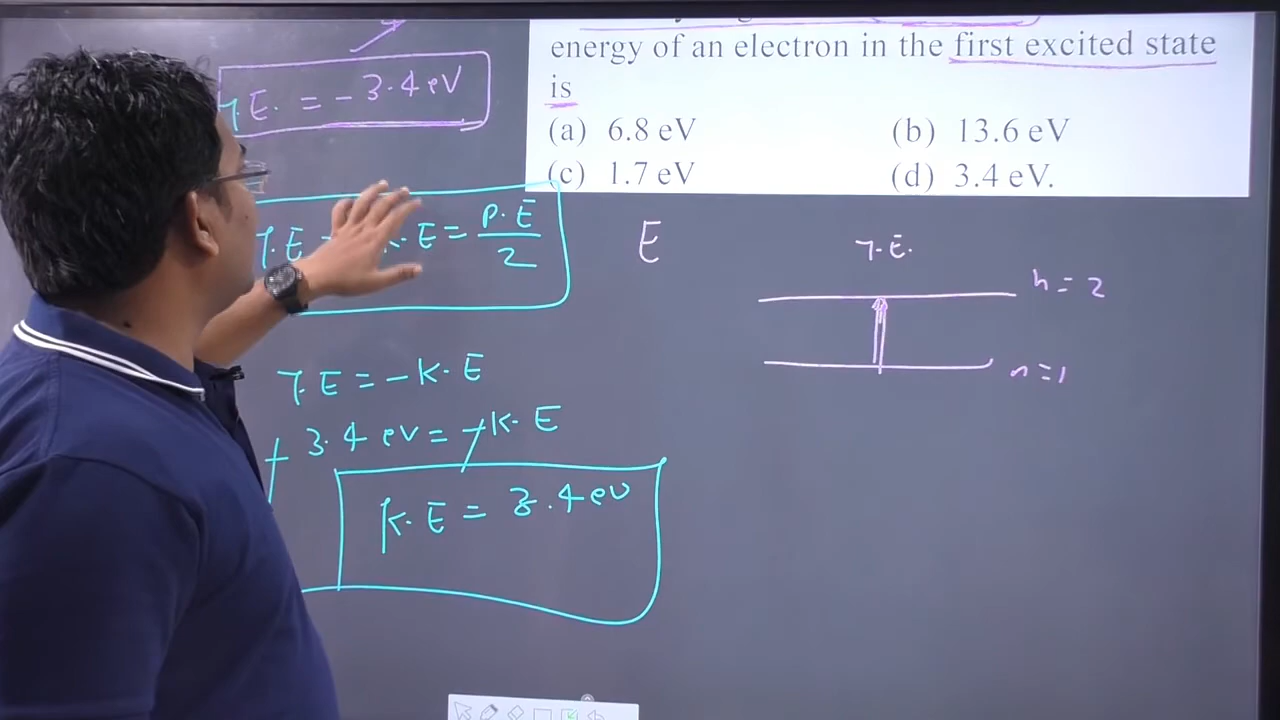 energy of an electron in the first excited state
is
(a) 6.8 eV (b) 13.6 eV
(c) 1.7 eV (d) 3.4 eV.
T.E. = -3.4 eV
T.E = K.E = P.E/2
T.E = -K.E
3.4 ev = -K.E
K.E = 3.4 ev
E
T.E.
n = 2
n = 1